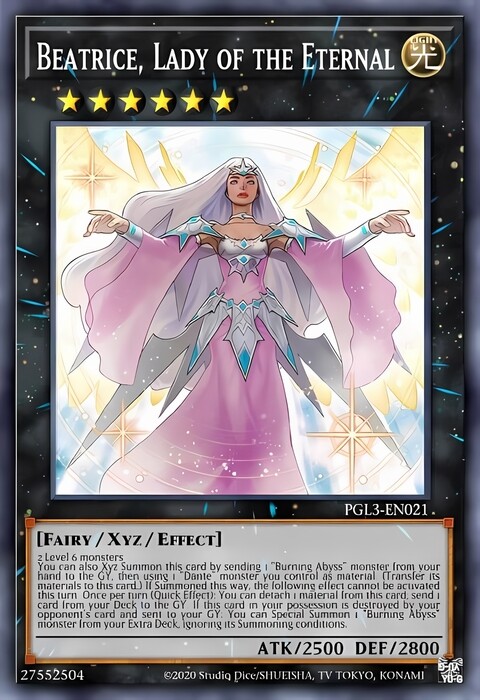 BEATRICE, LADY OF THE ETERNAL
光
PGL3-EN021
[FAIRY / XYZ / EFFECT]
2 Level 6 monsters
You can also Xyz Summon this card by sending 1 "Burning Abyss" monster from your
hand to the GY, then using 1 "Dante" monster you control as material. (Transfer its
materials to this card.) If Summoned this way, the following effect cannot be activated
this turn. Once per turn (Quick Effect): You can detach 1 material from this card; send 1
card from your Deck to the GY. If this card in your possession is destroyed by your
opponent's card and sent to your GY: You can Special Summon 1 "Burning Abyss"
monster from your Extra Deck, ignoring its Summoning conditions.
ATK/2500 DEF/2800
27552504
©2020 Studio Dice/SHUEISHA, TV TOKYO, KONAMI